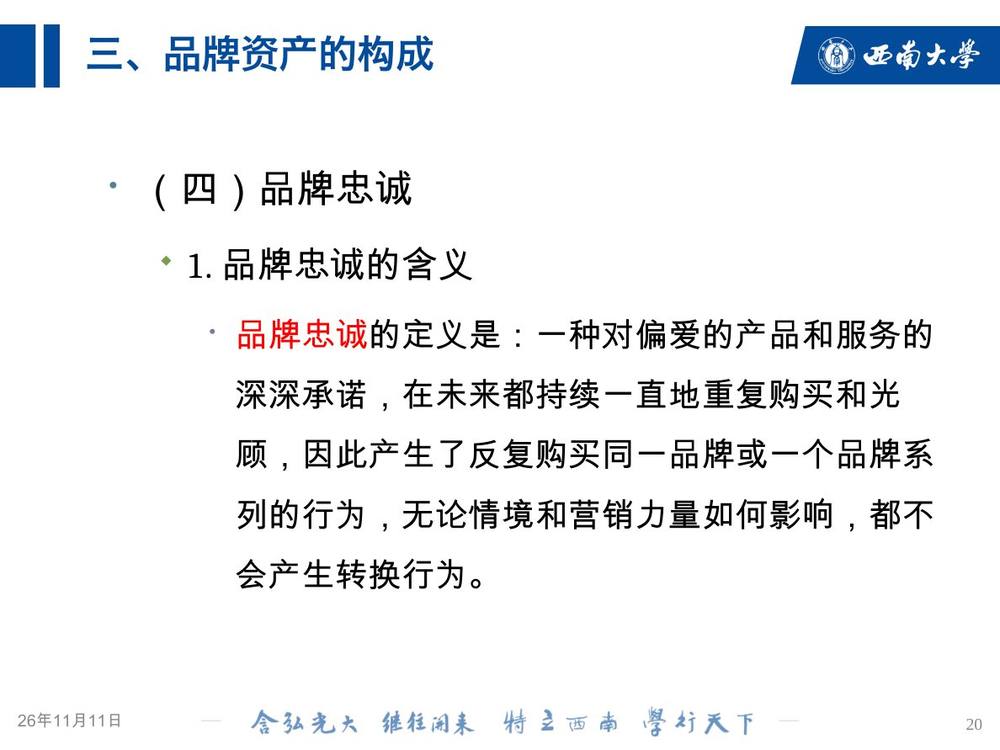 三、品牌资产的构成
西南大学
（四）品牌忠诚
1. 品牌忠诚的含义
品牌忠诚的定义是：一种对偏爱的产品和服务的
深深承诺，在未来都持续一直地重复购买和光
顾，因此产生了反复购买同一品牌或一个品牌系
列的行为，无论情境和营销力量如何影响，都不
会产生转换行为。
26年11月11日
含弘光大 继往开来 特立西南 學行天下
20